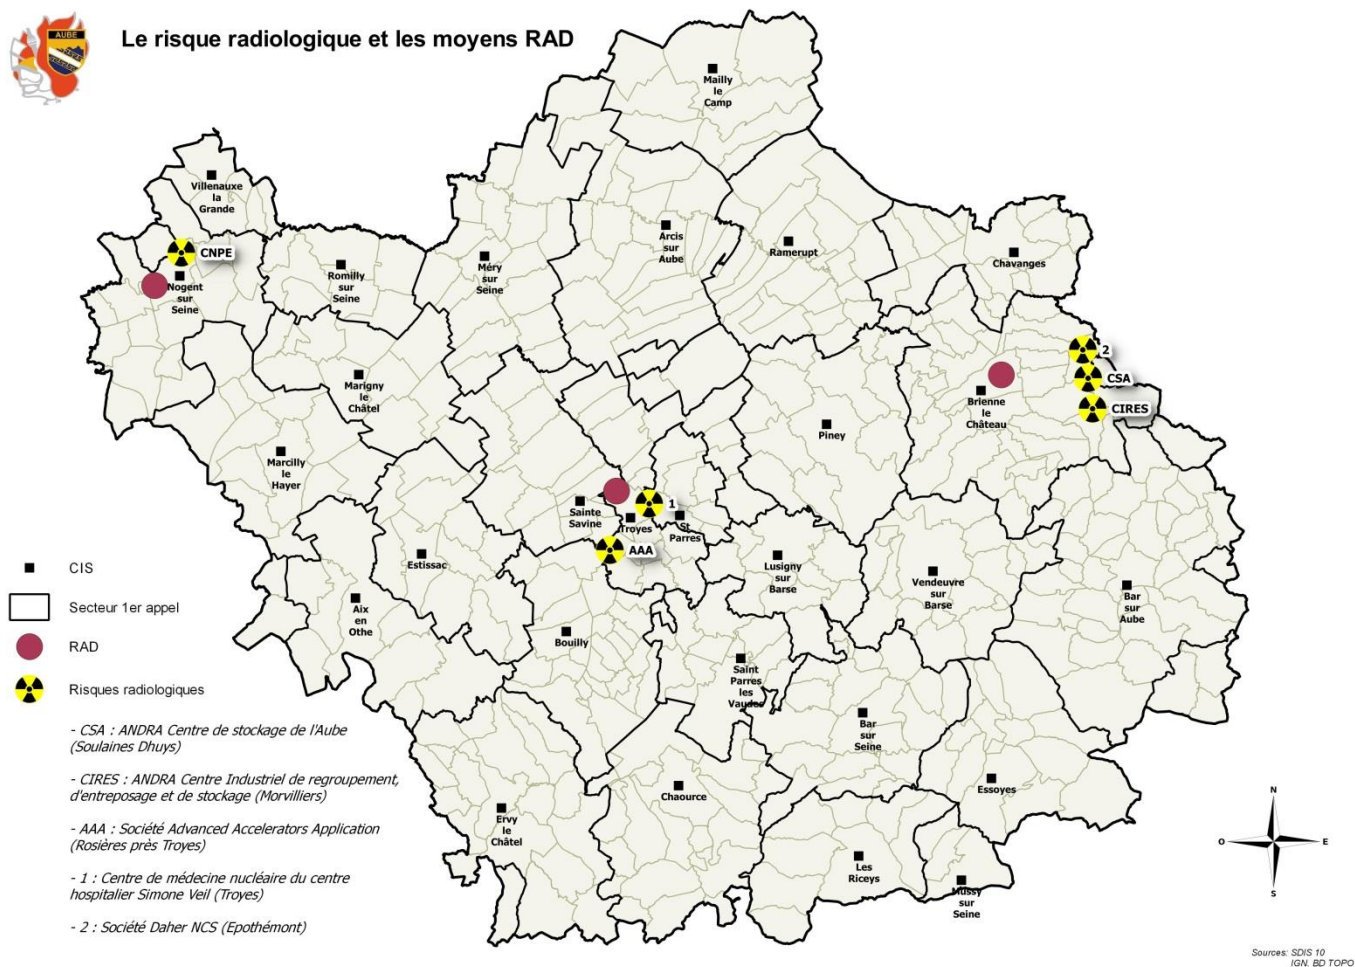 AUBE
Le risque radiologique et les moyens RAD
Mailly
le
Camp
Villenauxe
la
Grande
CNPE
Nogent
sur
Seine
Romilly
sur
Seine
Méry
sur
Seine
Arcis
sur
Aube
Ramerupt
Chavanges
2
CSA
CIRES
Brienne
le
Château
Marigny
le
Châtel
Piney
Marcilly
le
Hayer
Sainte
Savine
1
Troyes
St
Parres
AAA
Estissac
Lusigny
sur
Barse
Vendeuvre
sur
Barse
Bar
sur
Aube
Aix
en
Othe
Bouilly
Saint
Parres
les
Vaudes
Bar
sur
Seine
Chaource
Essoyes
Ervy
le
Châtel
Les
Riceys
Mussy
sur
Seine
CIS
Secteur 1er appel
RAD
Risques radiologiques
- CSA : ANDRA Centre de stockage de l'Aube
(Soulaines Dhuys)
- CIRES : ANDRA Centre Industriel de regroupement,
d'entreposage et de stockage (Morvilliers)
- AAA : Société Advanced Accelerators Application
(Rosières près Troyes)
- 1 : Centre de médecine nucléaire du centre
hospitalier Simone Veil (Troyes)
- 2 : Société Daher NCS (Epothémont)
N
O
E
S
Sources: SDIS 10
IGN. BD TOPO